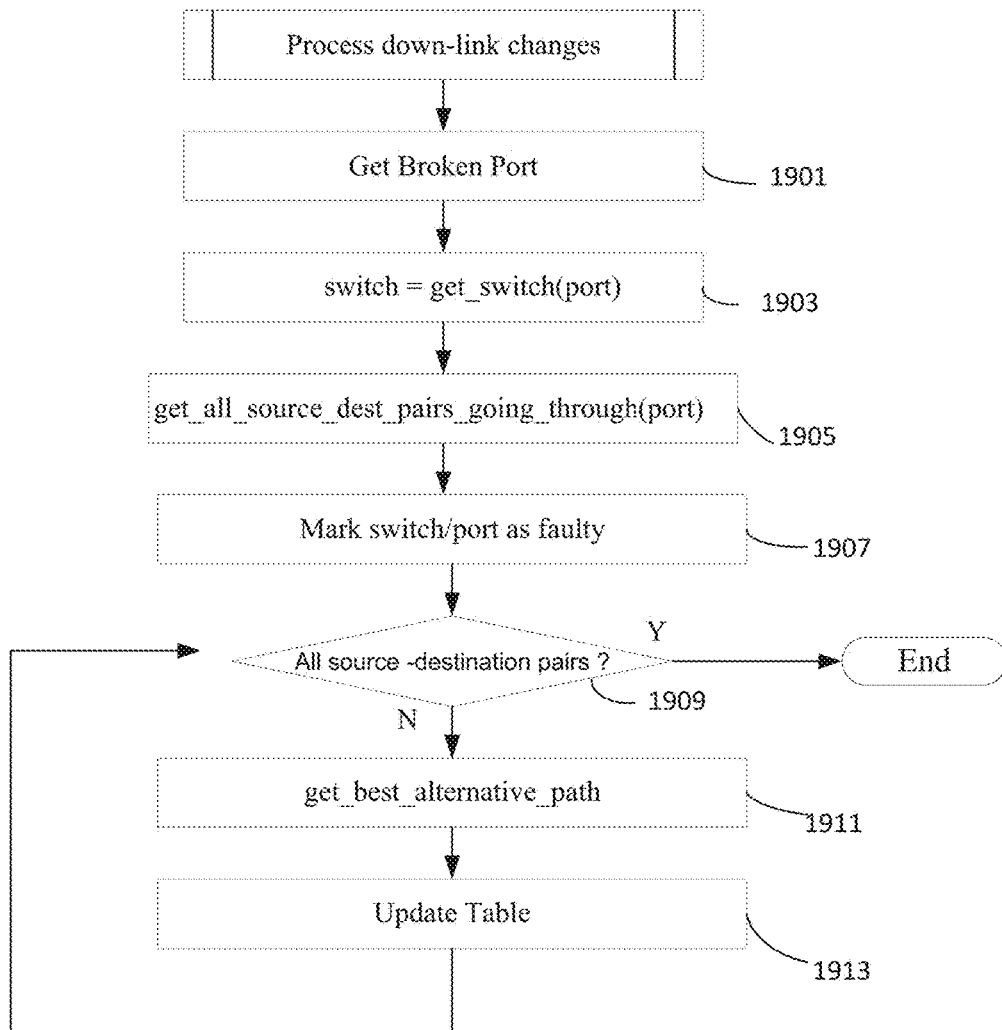 Process down-link changes
Get Broken Port
1901
switch = get_switch(port)
1903
get_all_source_dest_pairs_going_through(port)
1905
Mark switch/port as faulty
1907
All source -destination pairs ?
Y
End
1909
N
get_best_alternative_path
1911
Update Table
1913